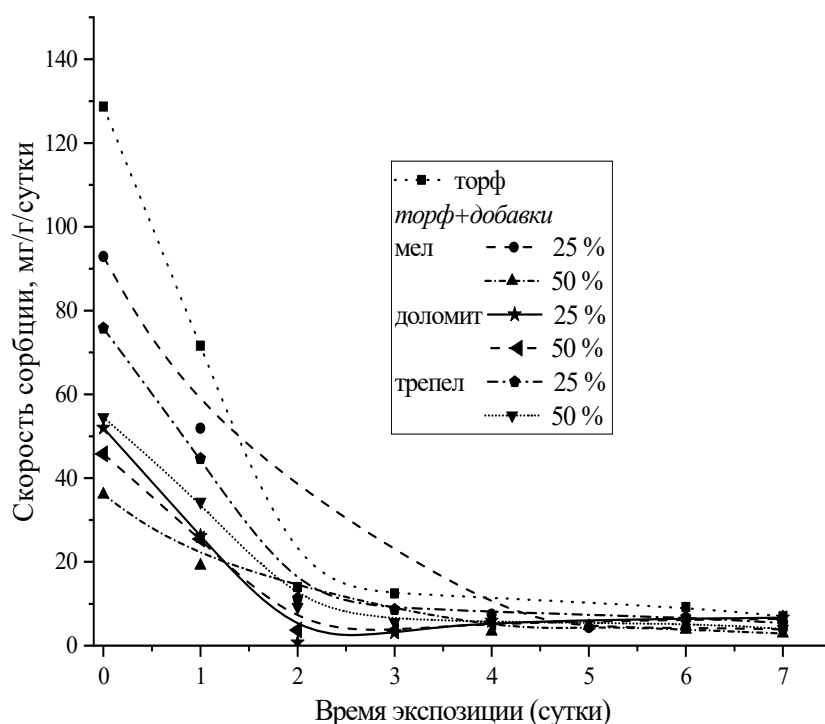 Скорость сорбции, мг/г/сутки
140
120
100
80
60
40
20
0
торф
торф+добавки
мел 25 %
50 %
доломит 25 %
50 %
трепел 25 %
50 %
0 1 2 3 4 5 6 7
Время экспозиции (сутки)